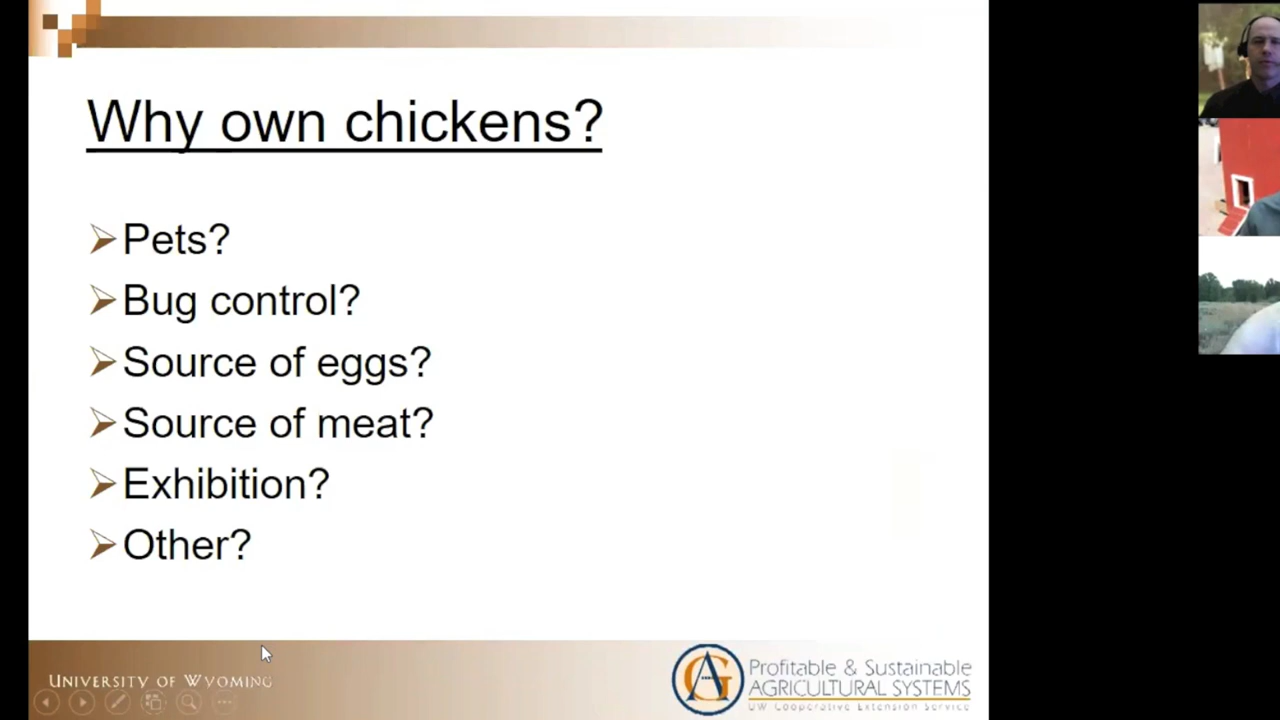 Why own chickens?
Pets?
Bug control?
Source of eggs?
Source of meat?
Exhibition?
Other?
UNIVERSITY OF WYOMING
AG
Profitable & Sustainable
AGRICULTURAL SYSTEMS
UW Cooperative Extension Service